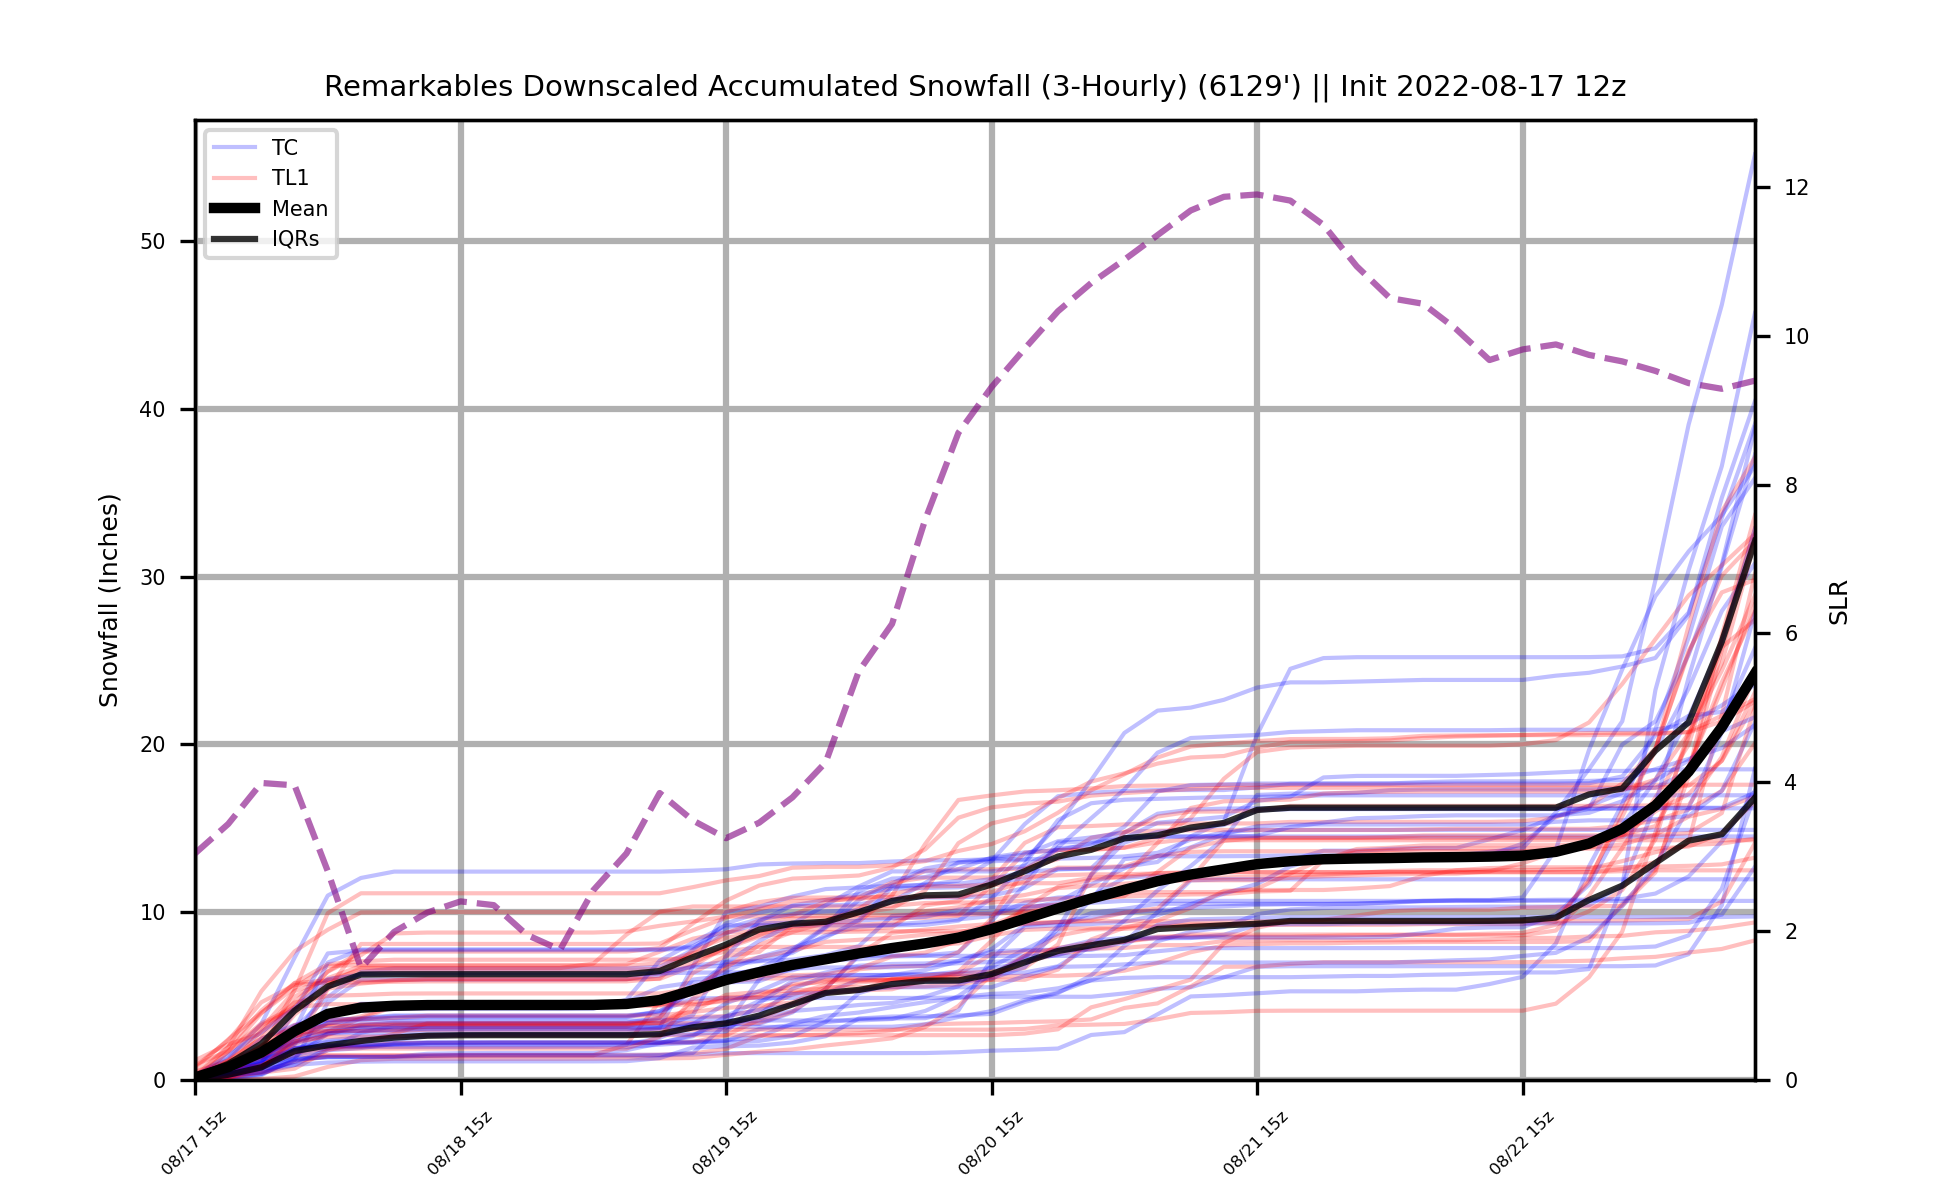 Remarkables Downscaled Accumulated Snowfall (3-Hourly) (6129') || Init 2022-08-17 12z
TC
TL1
Mean
IQRs
Snowfall (Inches)
50
40
30
20
10
0
SLR
12
10
8
6
4
2
0
08/17 15z
08/18 15z
08/19 15z
08/20 15z
08/21 15z
08/22 15z